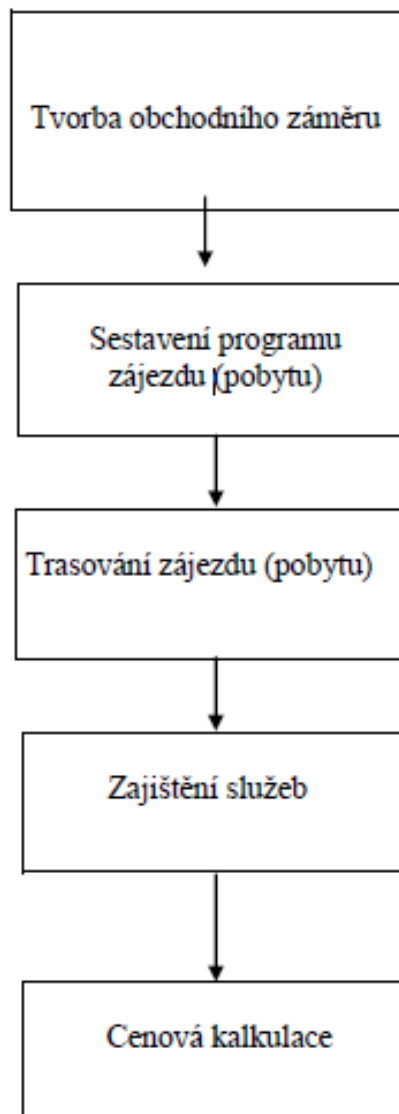 Tvorba obchodního záměru
Sestavení programu
zájezdu (pobytu)
Trasování zájezdu (pobytu)
Zajištění služeb
Cenová kalkulace